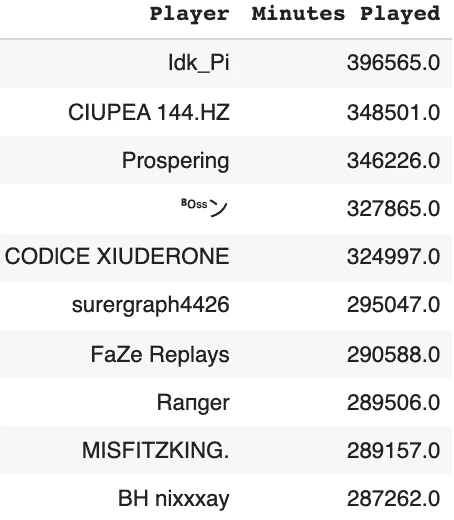 Player Minutes Played
Idk_Pi 396565.0
CIUPEA 144.HZ 348501.0
Prospering 346226.0
ᴮᴼˢˢン 327865.0
CODICE XIUDERONE 324997.0
surergraph4426 295047.0
FaZe Replays 290588.0
Raпger 289506.0
MISFITZKING. 289157.0
BH nixxxay 287262.0